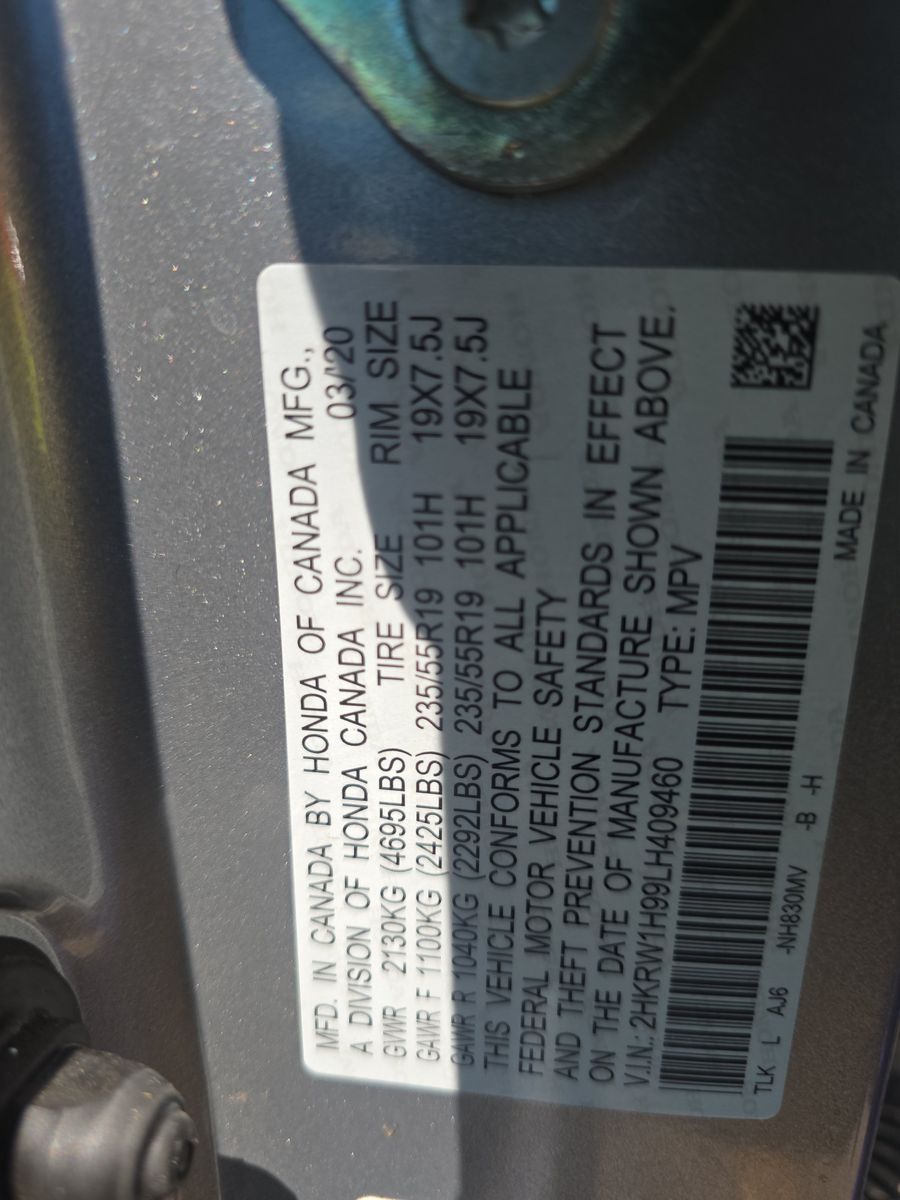 MFD. IN CANADA BY HONDA OF CANADA MFG.,
A DIVISION OF HONDA CANADA INC. 03/20
GVWR 2130KG (4695LBS) TIRE SIZE RIM SIZE
GAWR F 1100KG (2425LBS) 235/55R19 101H 19X7.5J
GAWR R 1040KG (2292LBS) 235/55R19 101H 19X7.5J
THIS VEHICLE CONFORMS TO ALL APPLICABLE
FEDERAL MOTOR VEHICLE SAFETY
AND THEFT PREVENTION STANDARDS IN EFFECT
ON THE DATE OF MANUFACTURE SHOWN ABOVE.
V.I.N.:2HKRW1H99LH409460 TYPE: MPV
TLK L AJ6 -NH830MV -B -H
MADE IN CANADA